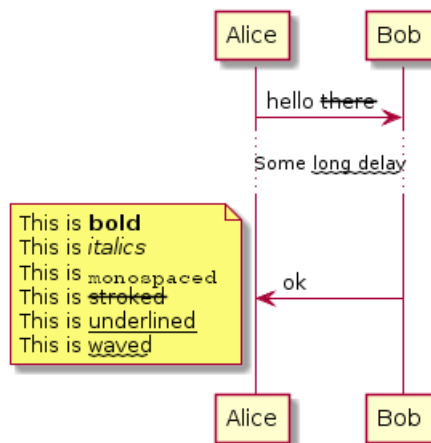 Alice Bob
hello there
Some long delay
This is bold
This is italics
This is monospaced
This is stroked
This is underlined
This is waved
ok
Alice Bob